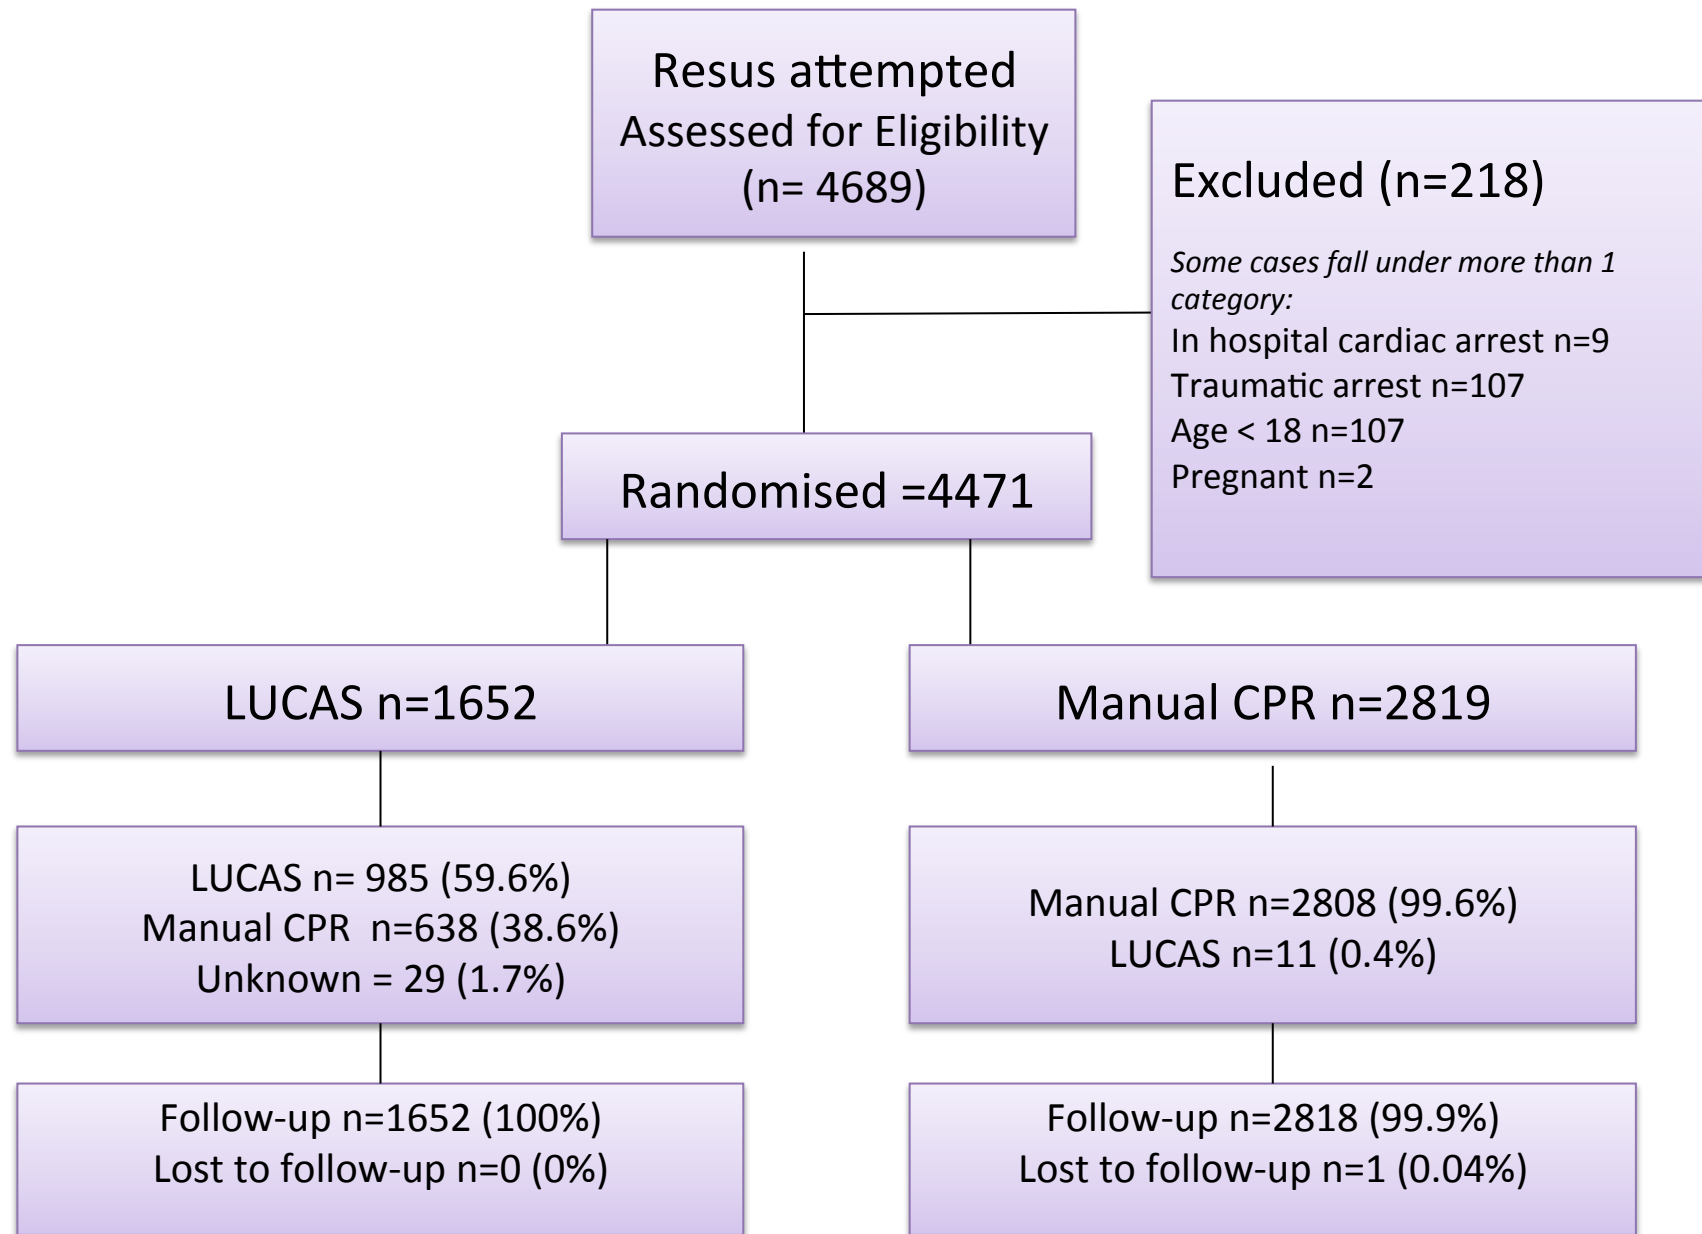 Resus attempted
Assessed for Eligibility
(n= 4689)
Excluded (n=218)
Some cases fall under more than 1
category:
In hospital cardiac arrest n=9
Traumatic arrest n=107
Age < 18 n=107
Pregnant n=2
Randomised =4471
LUCAS n=1652
Manual CPR n=2819
LUCAS n= 985 (59.6%)
Manual CPR  n=638 (38.6%)
Unknown = 29 (1.7%)
Manual CPR n=2808 (99.6%)
LUCAS n=11 (0.4%)
Follow-up n=1652 (100%)
Lost to follow-up n=0 (0%)
Follow-up n=2818 (99.9%)
Lost to follow-up n=1 (0.04%)